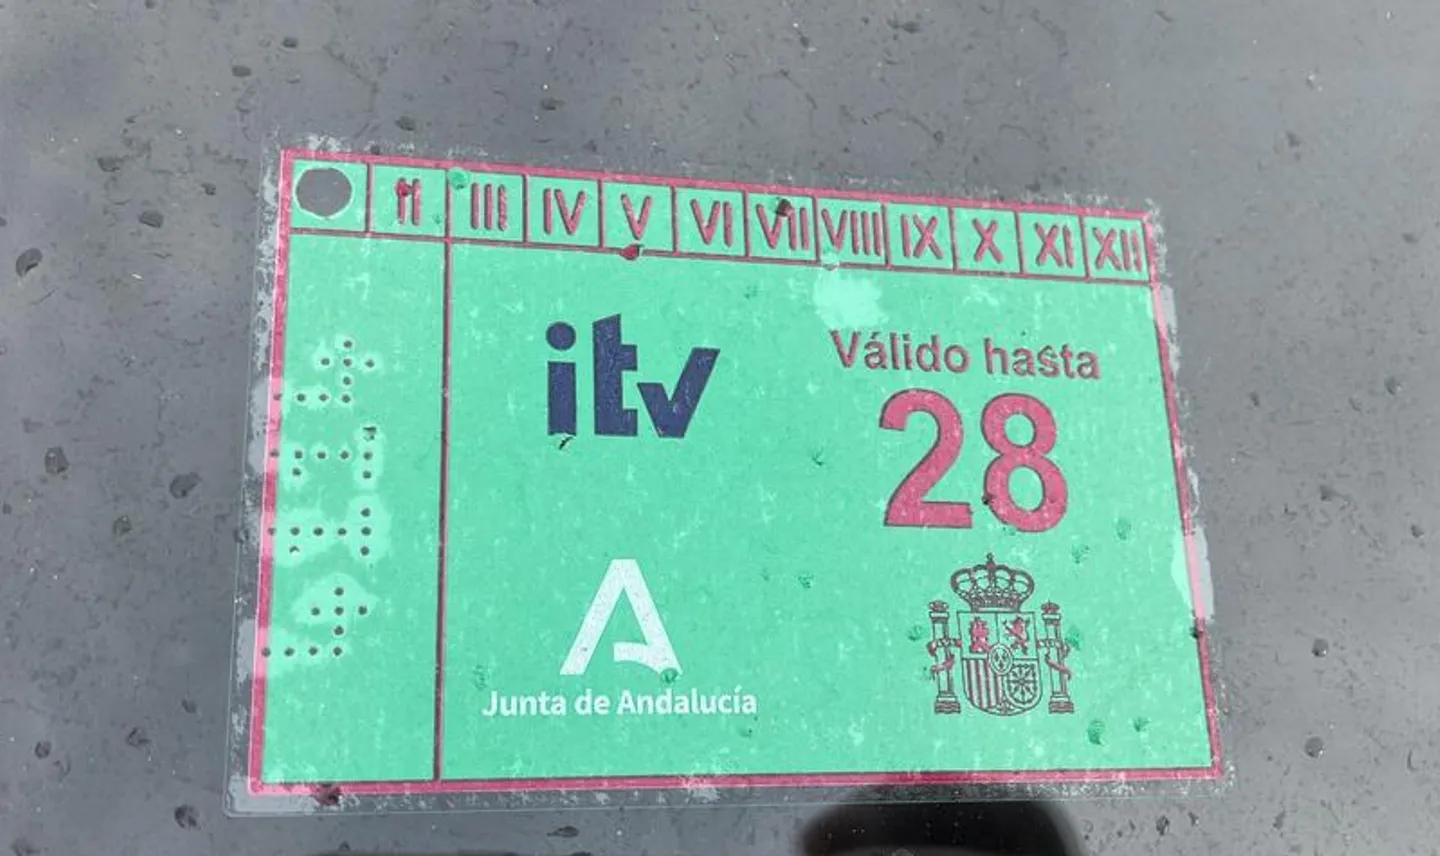 II III IV V VI VII VIII IX X XI XII
itv
Válido hasta
28
Junta de Andalucía